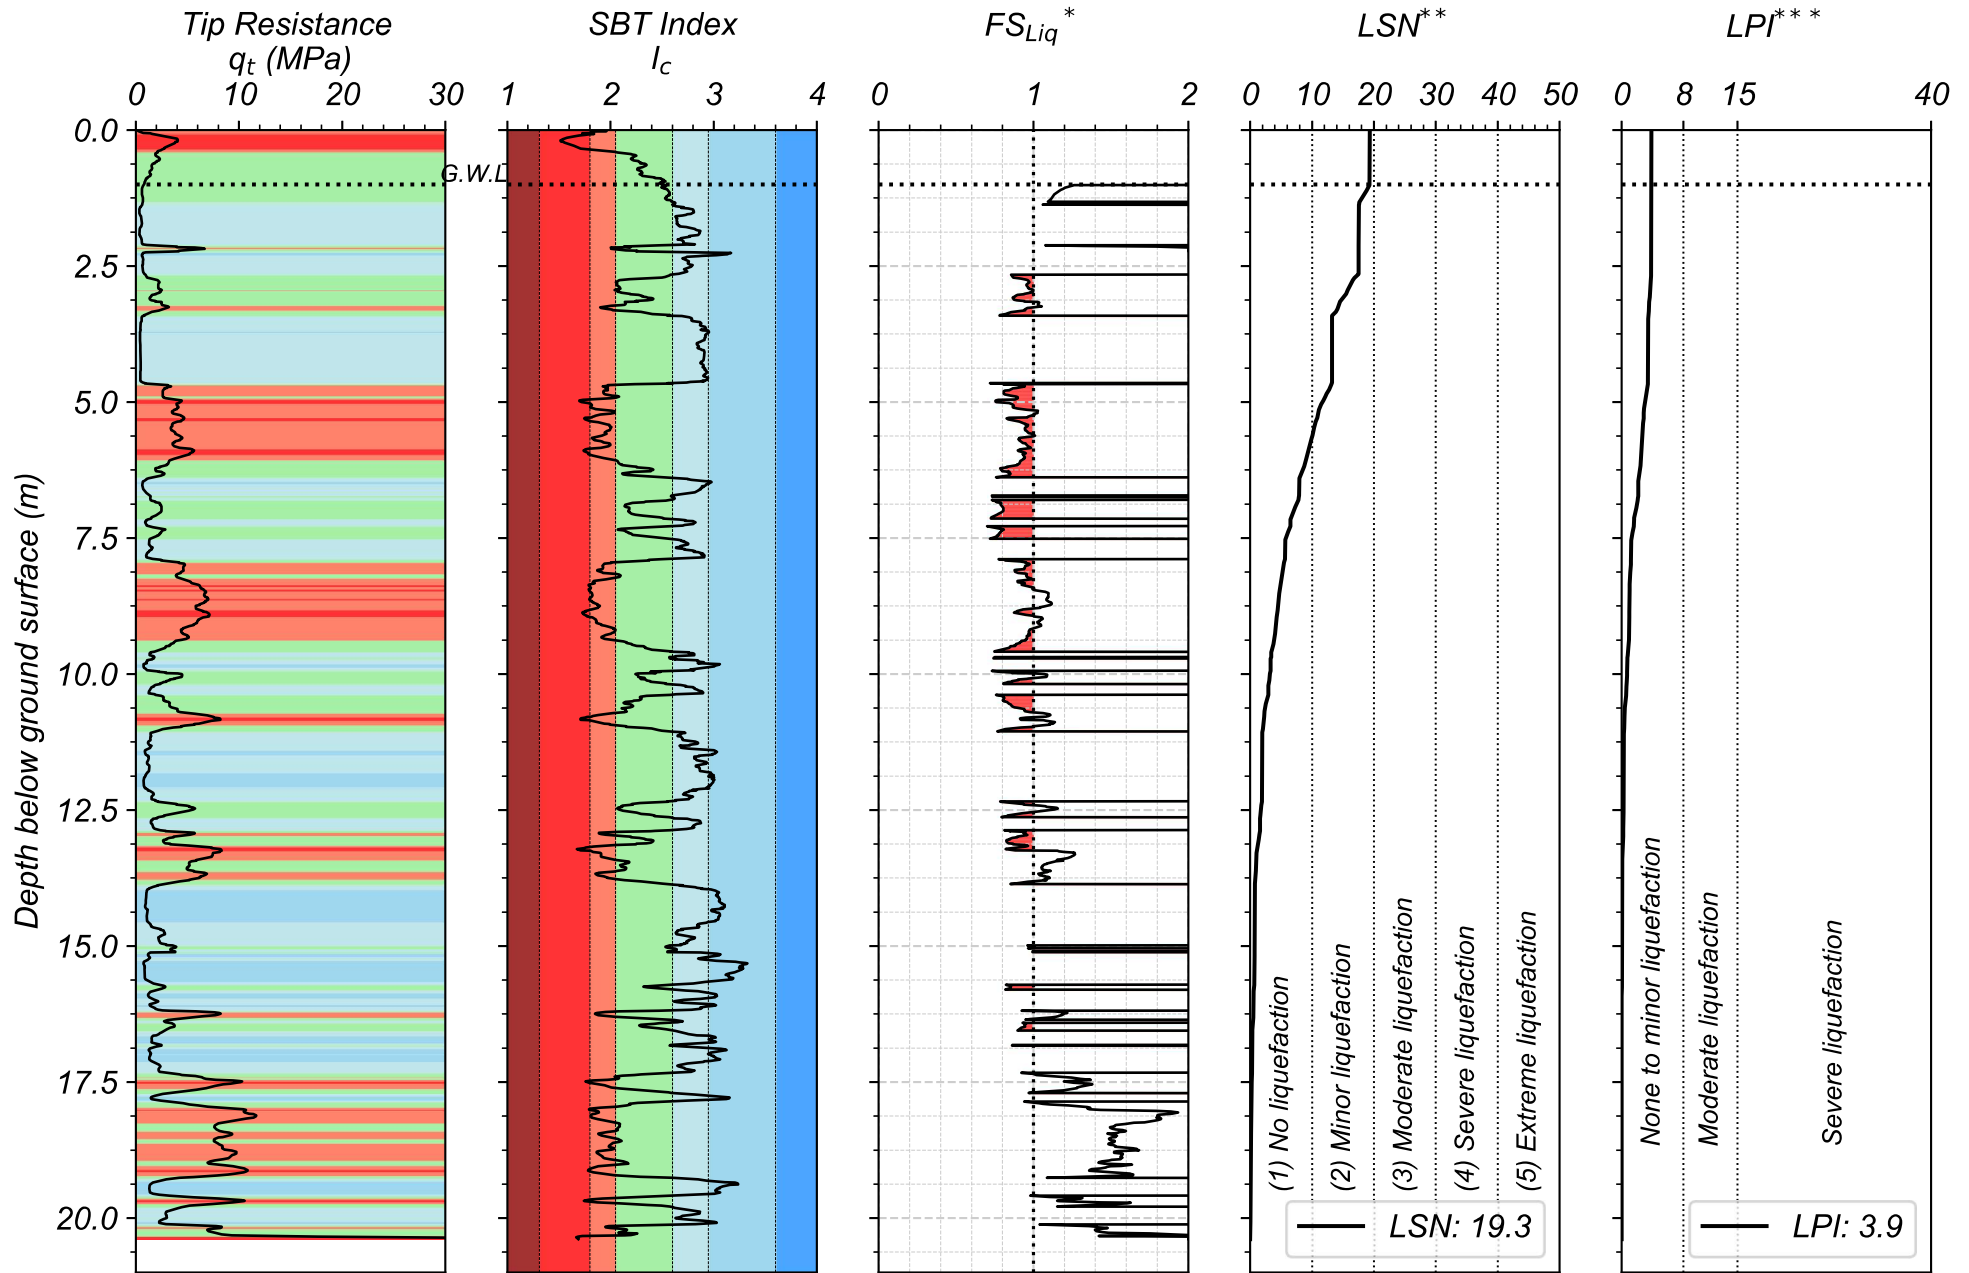 Tip Resistance
qt (MPa)
0 10 20 30
SBT Index
Ic
1 2 3 4
FSLiq*
0 1 2
LSN**
0 10 20 30 40 50
LPI***
0 8 15 40
Depth below ground surface (m)
0.0
2.5
5.0
7.5
10.0
12.5
15.0
17.5
20.0
G.W.L
(1) No liquefaction
(2) Minor liquefaction
(3) Moderate liquefaction
(4) Severe liquefaction
(5) Extreme liquefaction
LSN: 19.3
None to minor liquefaction
Moderate liquefaction
Severe liquefaction
LPI: 3.9